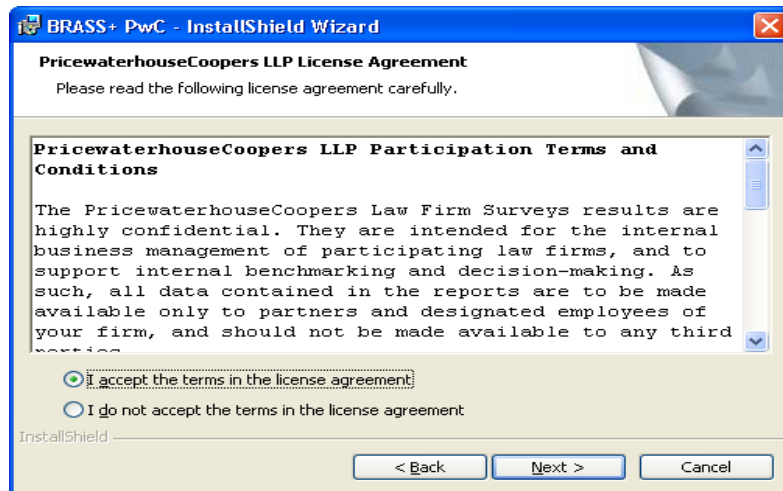 BRASS+ PwC - InstallShield Wizard
PricewaterhouseCoopers LLP License Agreement
Please read the following license agreement carefully.
PricewaterhouseCoopers LLP Participation Terms and
Conditions
The PricewaterhouseCoopers Law Firm Surveys results are
highly confidential. They are intended for the internal
business management of participating law firms, and to
support internal benchmarking and decision-making. As
such, all data contained in the reports are to be made
available only to partners and designated employees of
your firm, and should not be made available to any third
I accept the terms in the license agreement
I do not accept the terms in the license agreement
InstallShield
< Back
Next >
Cancel